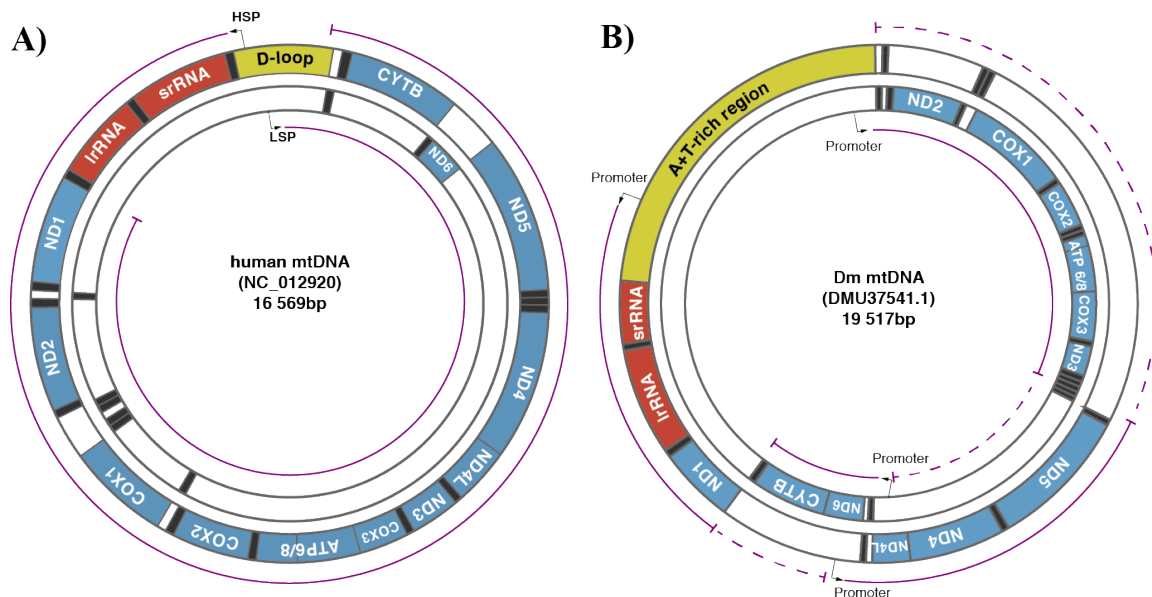 A)
HSP
D-loop
CYTB
srRNA
lrRNA
LSP
ND6
ND1
ND5
human mtDNA
(NC_012920)
16 569bp
ND2
ND4
COX1
ND4L
ND3
COX2
ATP6/8
COX3
B)
A+T-rich region
ND2
COX1
Promoter
Promoter
COX2
ATP 6/8
Dm mtDNA
(DMU37541.1)
19 517bp
COX3
srRNA
ND3
lrRNA
Promoter
ND1
CYTB
ND6
ND5
ND4L
ND4
Promoter